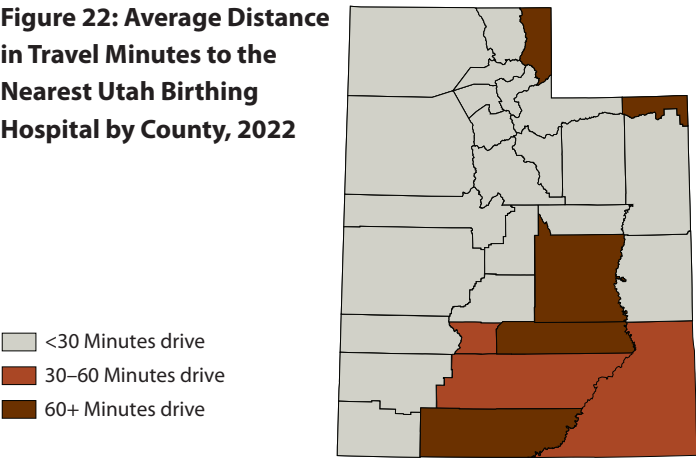 Figure 22: Average Distance
in Travel Minutes to the
Nearest Utah Birthing
Hospital by County, 2022
<30 Minutes drive
30–60 Minutes drive
60+ Minutes drive